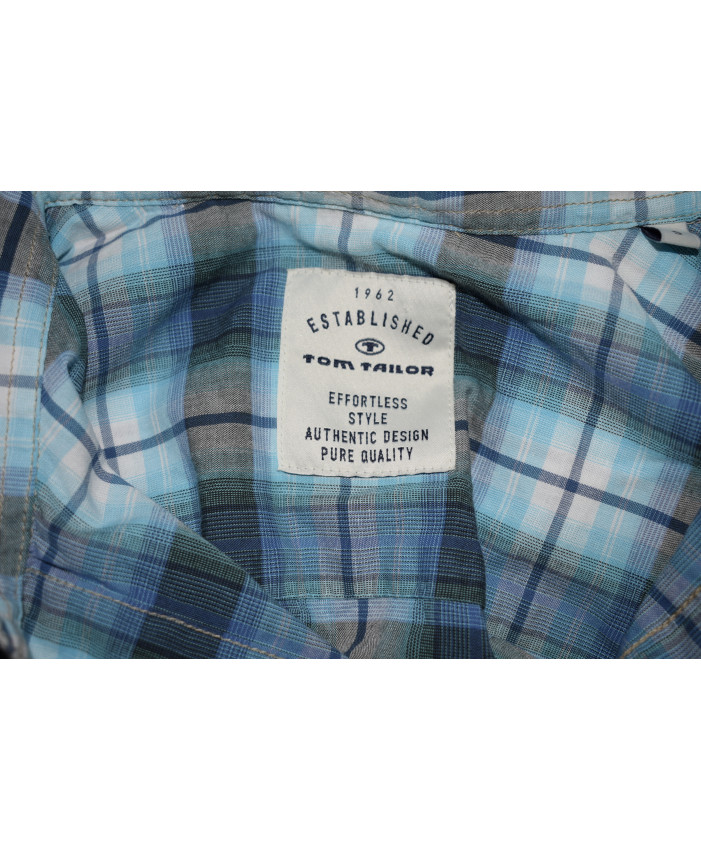 1962
ESTABLISHED
T
TOM TAILOR
EFFORTLESS
STYLE
AUTHENTIC DESIGN
PURE QUALITY